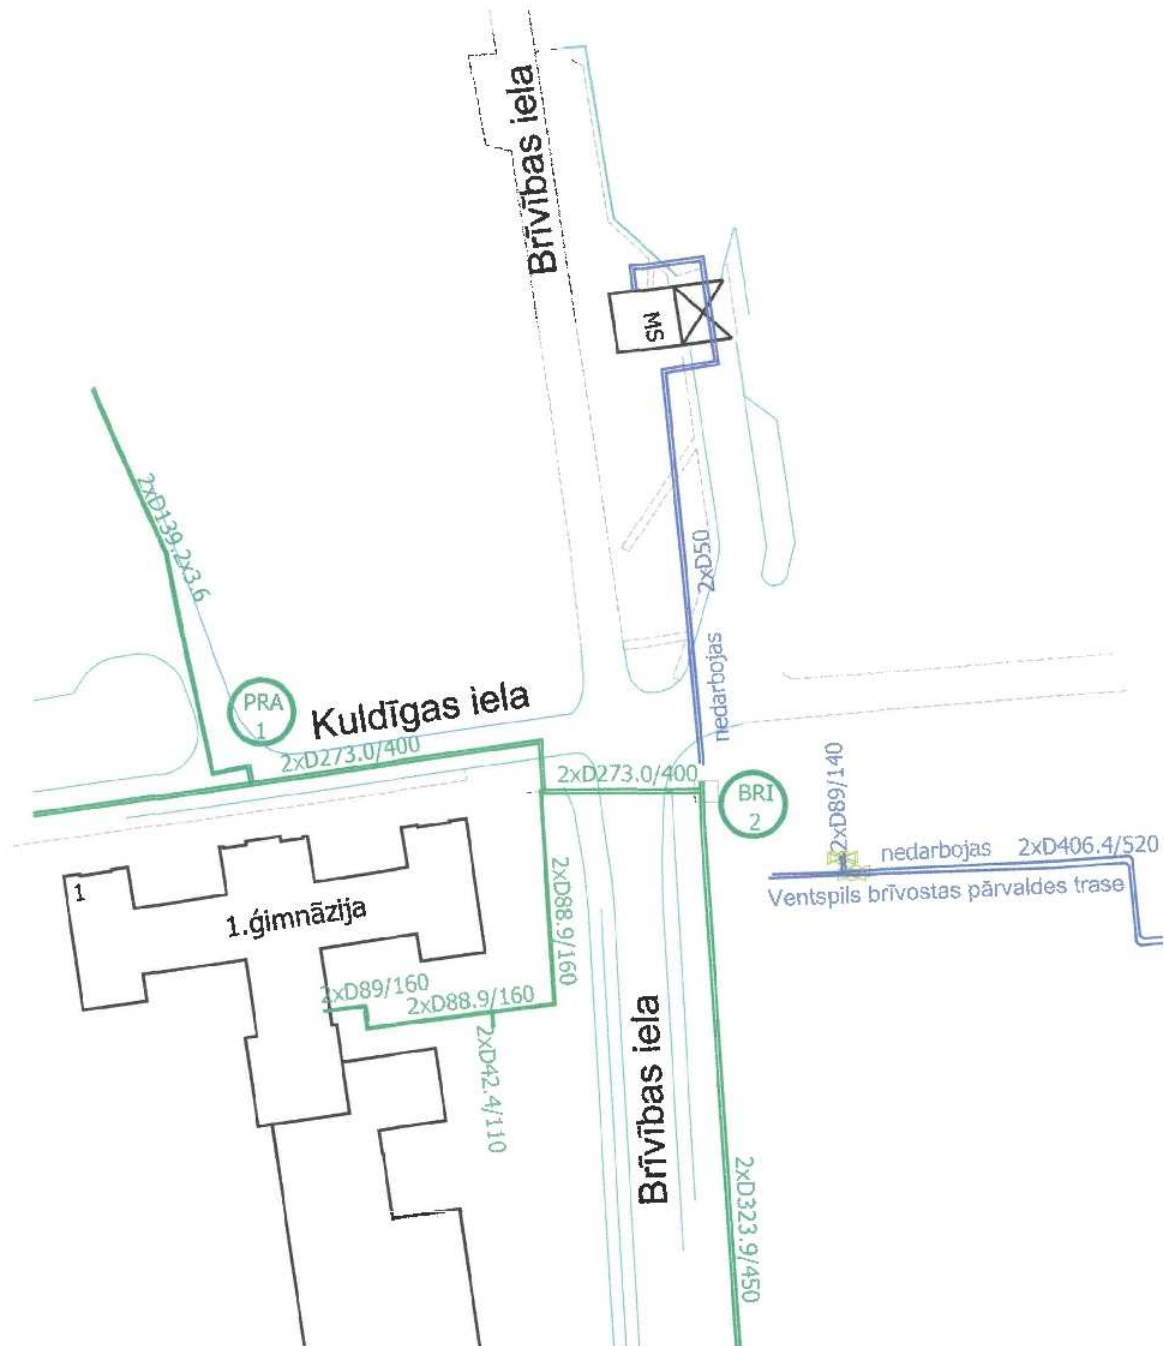 Brīvības iela
MS
2xD139.2x3.6
2xD50
nedarbojas
PRA
1
Kuldīgas iela
2xD273.0/400
2xD273.0/400
BRI
2
2xD89/140
nedarbojas
2xD406.4/520
Ventspils brīvostas pārvaldes trase
1
1.ģimnāzija
2xD88.9/160
2xD89/160
2xD88.9/160
2xD42.4/110
Brīvības iela
2xD323.9/450